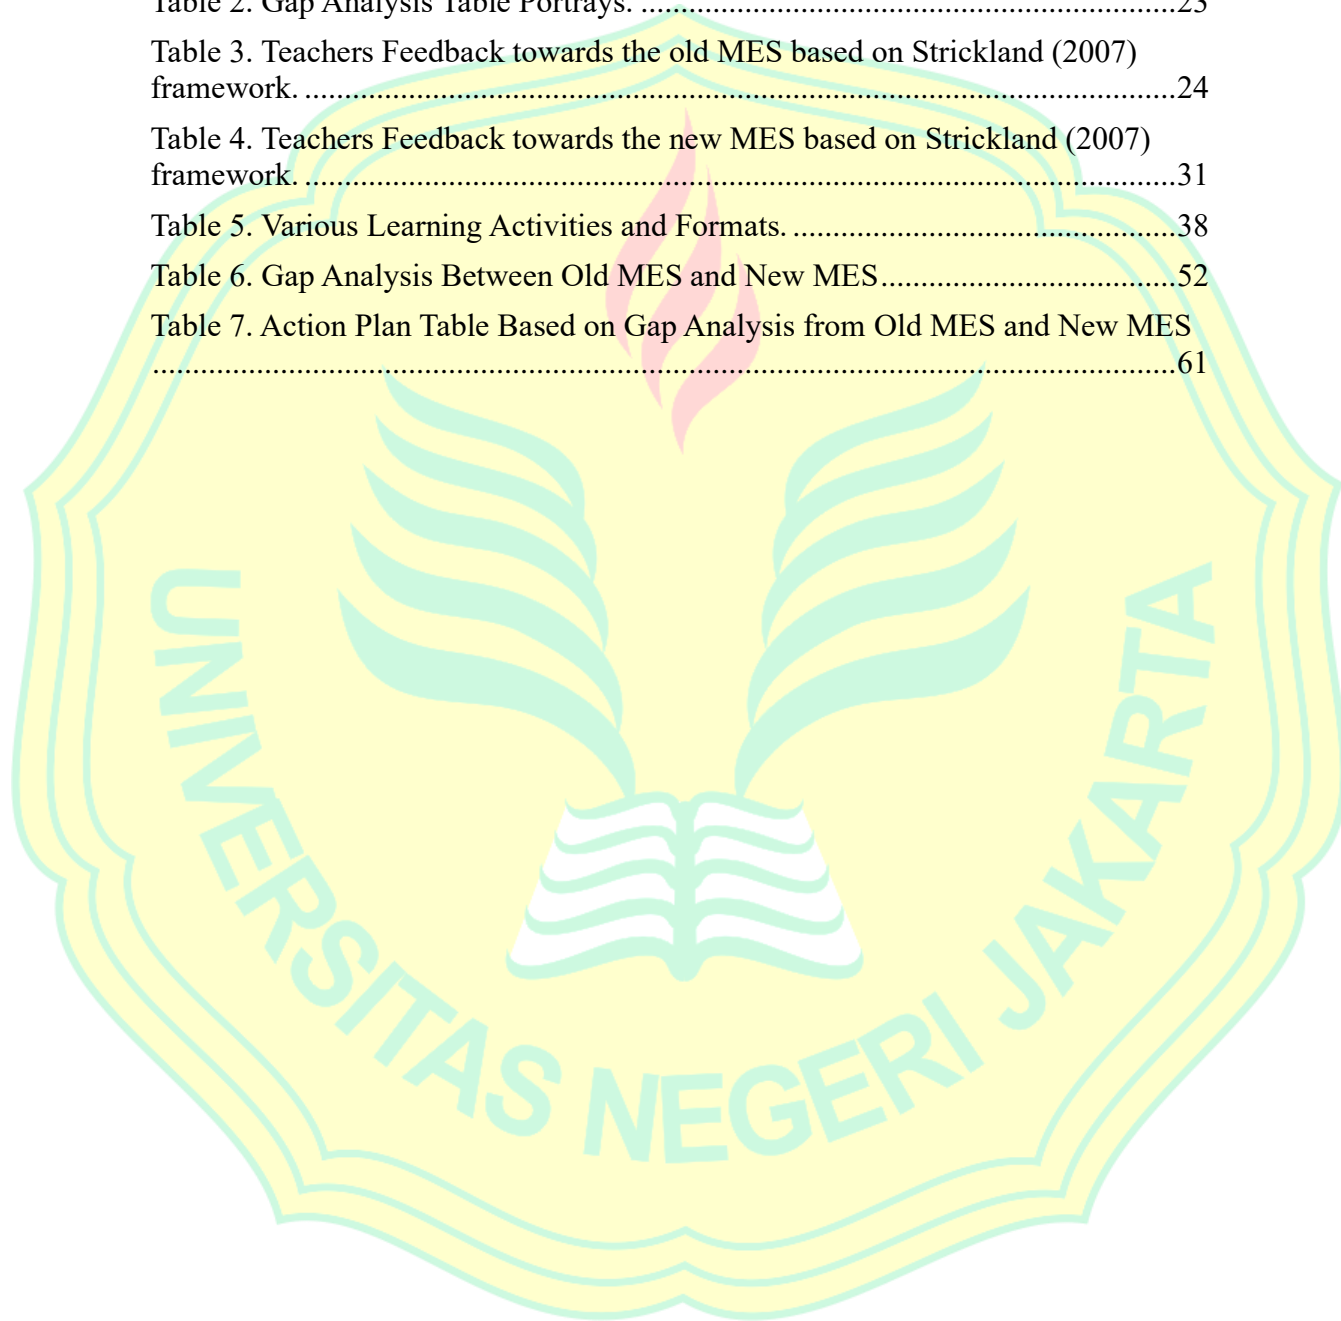 Table 2. Gap Analysis Table Portrays. ............................................................23
Table 3. Teachers Feedback towards the old MES based on Strickland (2007)
framework. ..............................................................................................24
Table 4. Teachers Feedback towards the new MES based on Strickland (2007)
framework. ..............................................................................................31
Table 5. Various Learning Activities and Formats. ..........................................38
Table 6. Gap Analysis Between Old MES and New MES................................52
Table 7. Action Plan Table Based on Gap Analysis from Old MES and New MES
..............................................................................................................61
UNIVERSITAS NEGERI JAKARTA